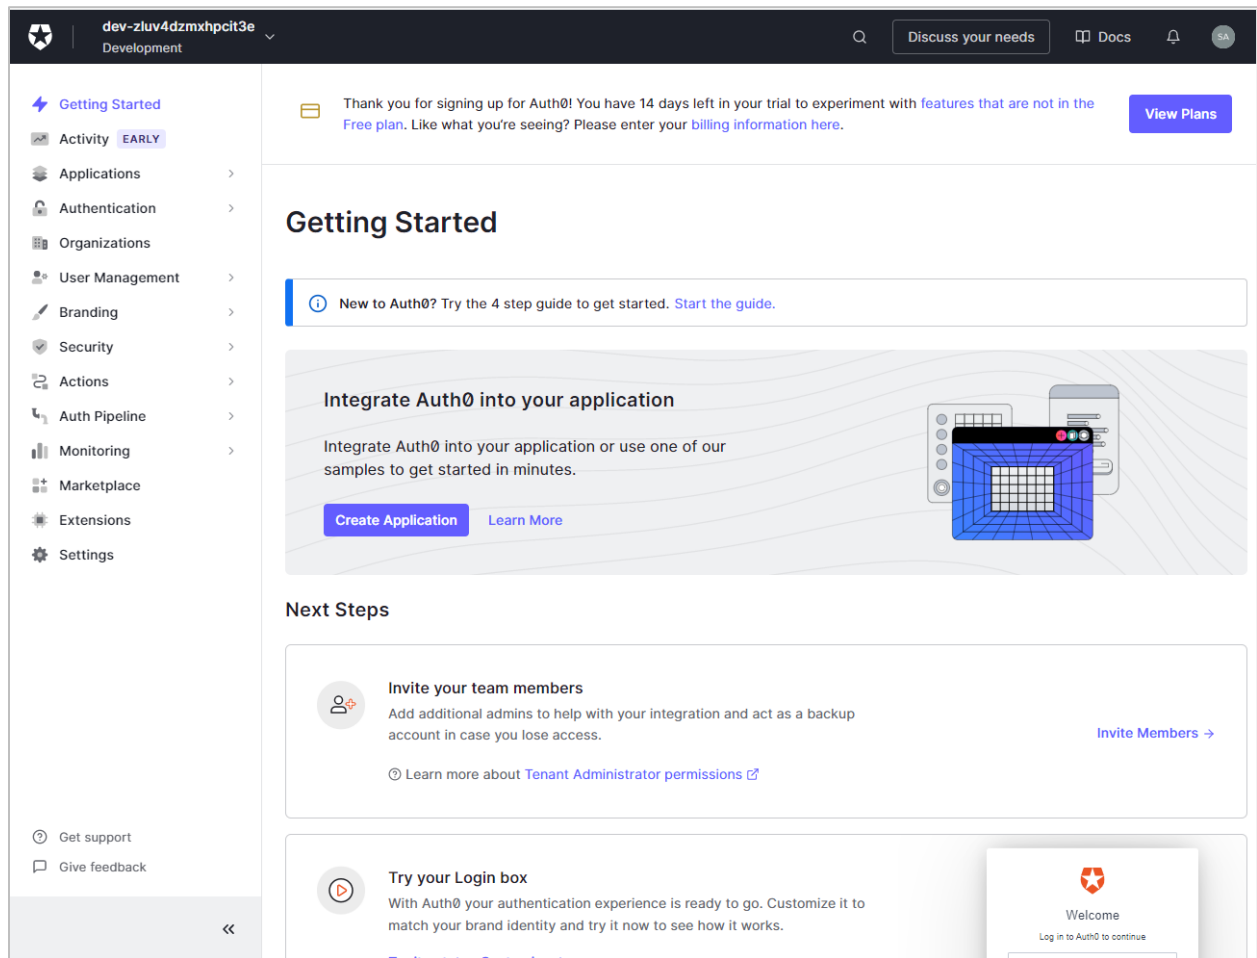 dev-zluv4dzmxhpcit3e
Development
Discuss your needs
Docs
SA
Getting Started
Activity EARLY
Applications
Authentication
Organizations
User Management
Branding
Security
Actions
Auth Pipeline
Monitoring
Marketplace
Extensions
Settings
Get support
Give feedback
Thank you for signing up for Auth0! You have 14 days left in your trial to experiment with features that are not in the
Free plan. Like what you're seeing? Please enter your billing information here.
View Plans
Getting Started
New to Auth0? Try the 4 step guide to get started. Start the guide.
Integrate Auth0 into your application
Integrate Auth0 into your application or use one of our
samples to get started in minutes.
Create Application
Learn More
Next Steps
Invite your team members
Add additional admins to help with your integration and act as a backup
account in case you lose access.
Learn more about Tenant Administrator permissions
Invite Members →
Try your Login box
With Auth0 your authentication experience is ready to go. Customize it to
match your brand identity and try it now to see how it works.
Welcome
Log in to Auth0 to continue